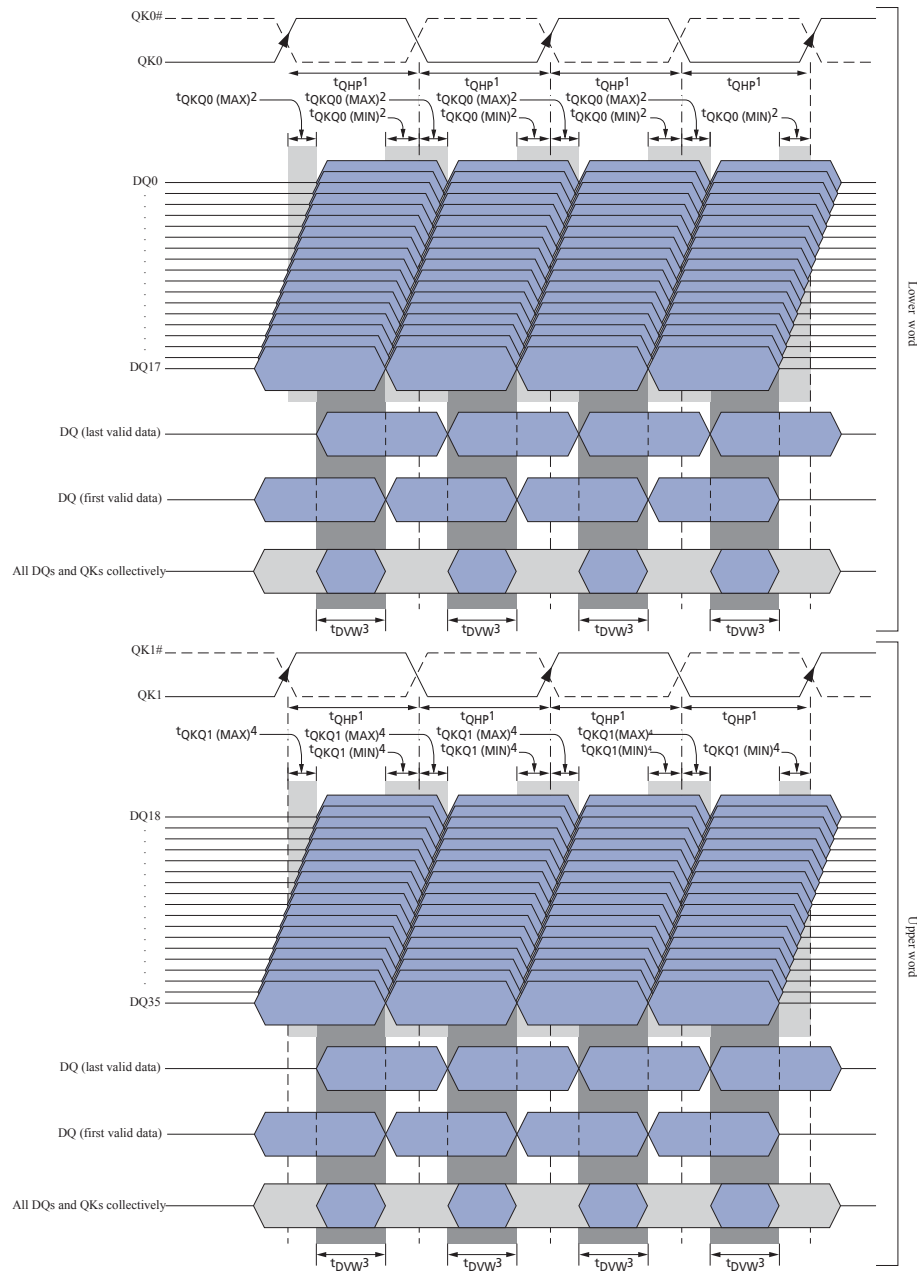 QK0#
QK0
tQHP1 tQHP1 tQHP1 tQHP1
tQKQ0 (MAX)2 tQKQ0 (MAX)2 tQKQ0 (MAX)2 tQKQ0 (MAX)2
tQKQ0 (MIN)2 tQKQ0 (MIN)2 tQKQ0 (MIN)2 tQKQ0 (MIN)2
DQ0
DQ17
DQ (last valid data)
DQ (first valid data)
All DQs and QKs collectively
tDVW3 tDVW3 tDVW3 tDVW3
Lower word
QK1#
QK1
tQHP1 tQHP1 tQHP1 tQHP1
tQKQ1 (MAX)4 tQKQ1 (MAX)4 tQKQ1 (MAX)4 tQKQ1(MAX)4
tQKQ1 (MIN)4 tQKQ1 (MIN)4 tQKQ1(MIN)4 tQKQ1 (MIN)4
DQ18
DQ35
DQ (last valid data)
DQ (first valid data)
All DQs and QKs collectively
tDVW3 tDVW3 tDVW3 tDVW3
Upper word